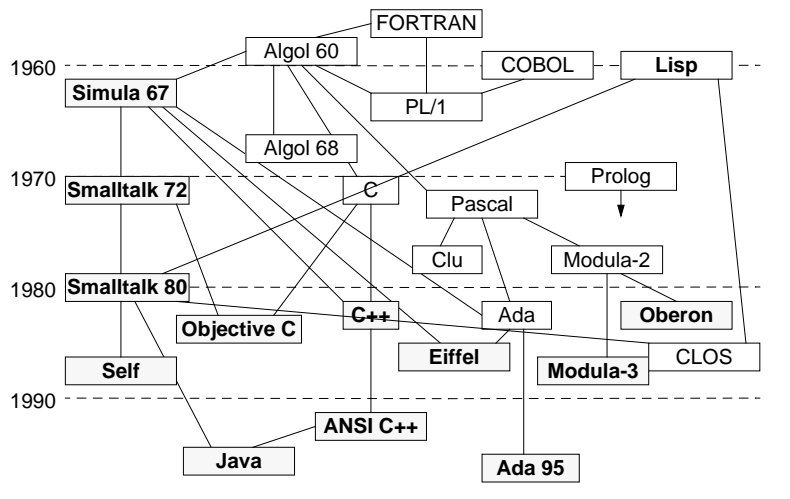 FORTRAN
Algol 60
1960
COBOL
Lisp
Simula 67
PL/1
Algol 68
1970
Prolog
Smalltalk 72
C
Pascal
Clu
Modula-2
1980
Smalltalk 80
Objective C
C++
Ada
Oberon
Eiffel
CLOS
Self
Modula-3
1990
ANSI C++
Java
Ada 95